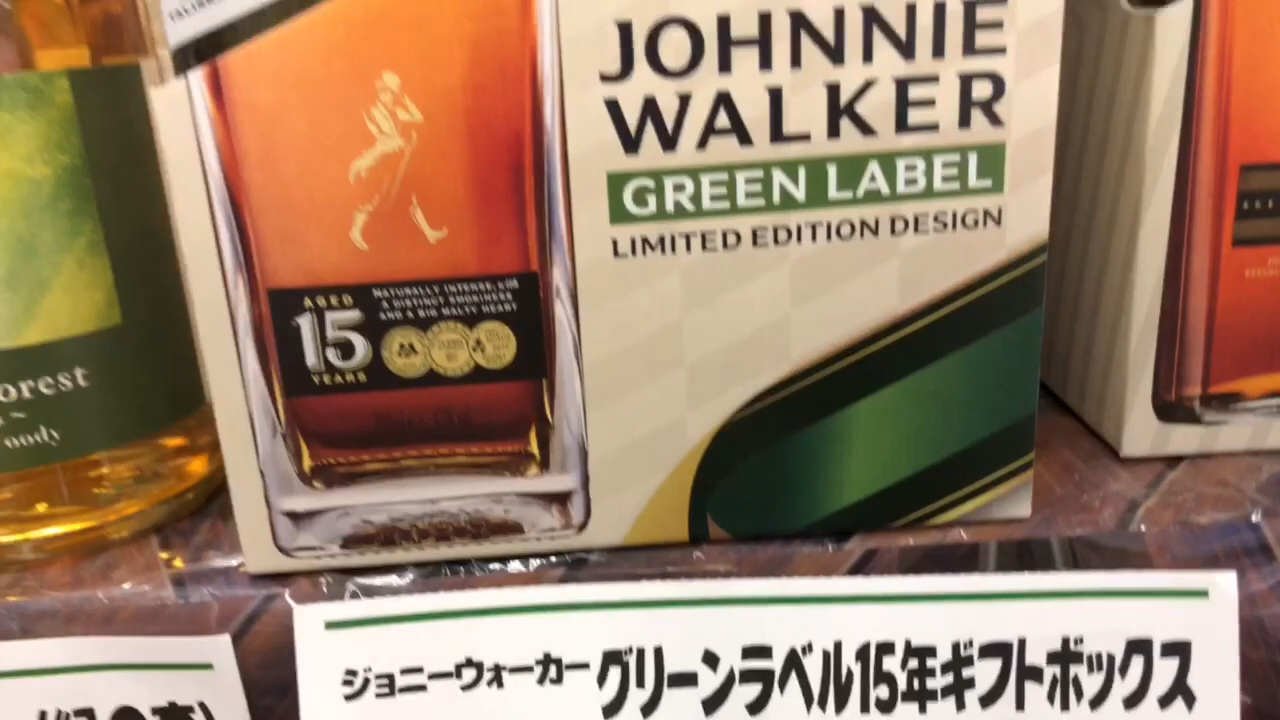 JOHNNIE
WALKER
GREEN LABEL
LIMITED EDITION DESIGN
AGED
15
YEARS
NATURALLY INTENSE, with
A DISTINCT SMOKINESS
AND A BIG MALTY HEART
orest
oody
ジョニーウォーカーグリーンラベル15年ギフトボックス